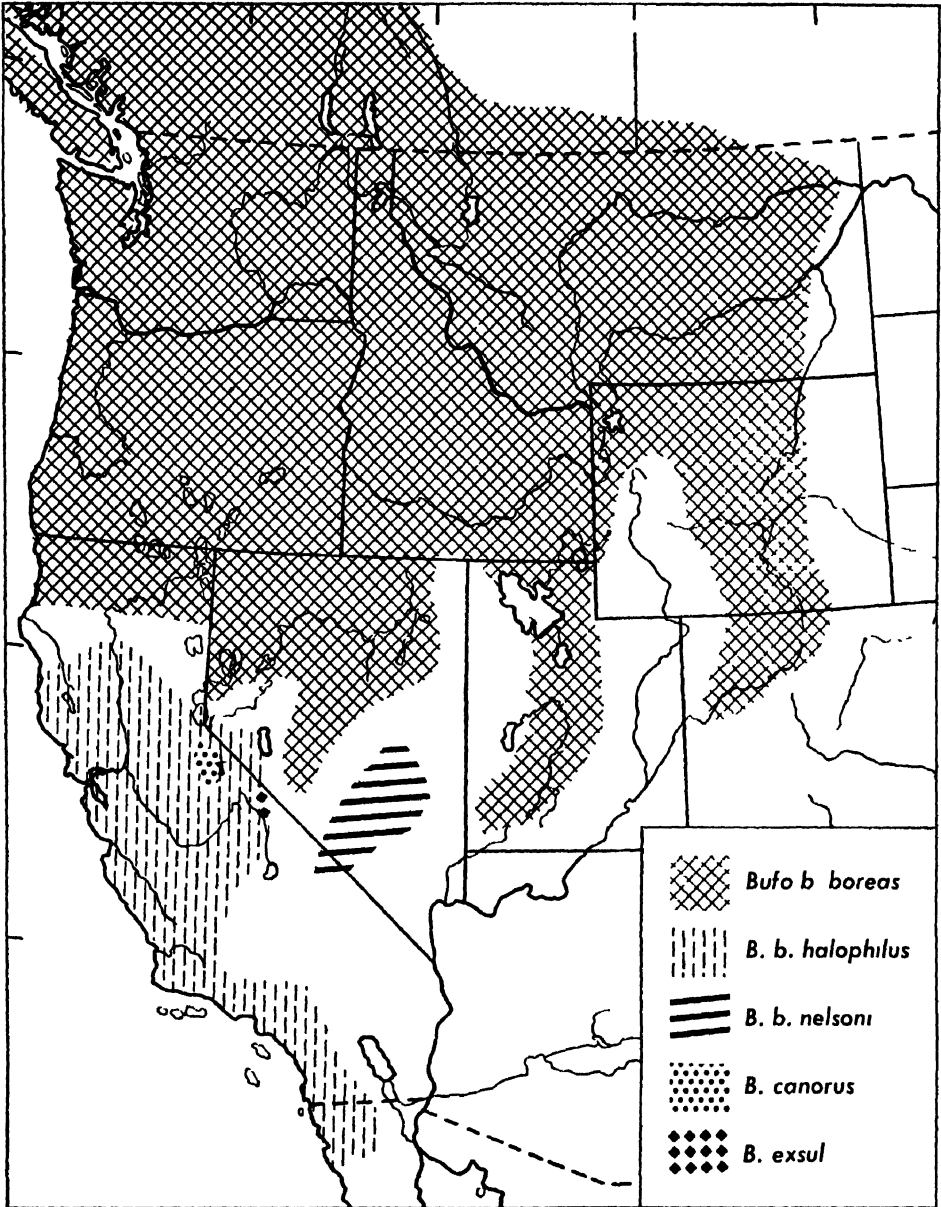 Bufo b boreas
B. b. halophilus
B. b. nelsoni
B. canorus
B. exsul